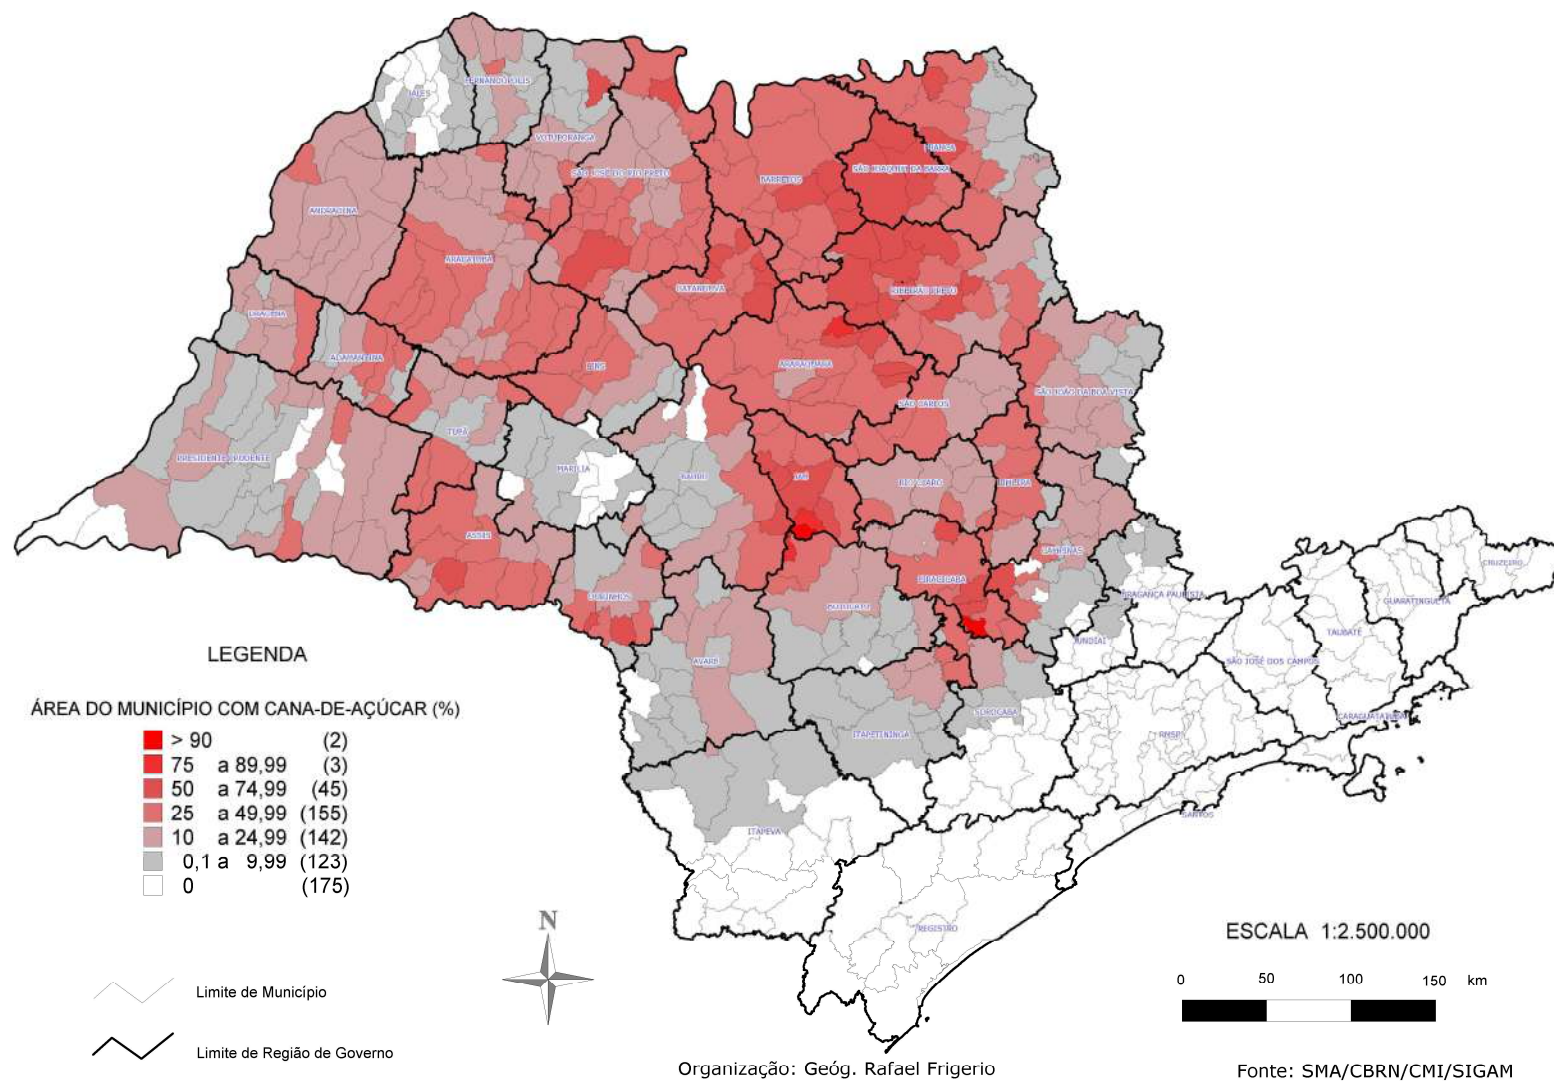 JALES
FERNANDÓPOLIS
VOTUPORANGA
SÃO JOSÉ DO RIO PRETO
BARRETOS
SÃO JOAQUIM DA BARRA
FRANCA
ANDRADINA
ARAÇATUBA
CATANDUVA
RIBEIRÃO PRETO
DRACENA
ADAMANTINA
LINS
ARARAQUARA
SÃO CARLOS
SÃO JOÃO DA BOA VISTA
TUPÃ
PRESIDENTE PRUDENTE
MARÍLIA
BAURU
JAÚ
RIO CLARO
LIMEIRA
ASSIS
CAMPINAS
PIRACICABA
OURINHOS
BOTUCATU
BRAGANÇA PAULISTA
CRUZEIRO
GUARATINGUETÁ
TAUBATÉ
JUNDIAÍ
SÃO JOSÉ DOS CAMPOS
AVARÉ
SOROCABA
CARAGUATATUBA
ITAPETININGA
RMSP
SANTOS
ITAPEVA
REGISTRO
LEGENDA
ÁREA DO MUNICÍPIO COM CANA-DE-AÇÚCAR (%)
> 90 (2)
75 a 89,99 (3)
50 a 74,99 (45)
25 a 49,99 (155)
10 a 24,99 (142)
0,1 a 9,99 (123)
0 (175)
Limite de Município
Limite de Região de Governo
N
ESCALA 1:2.500.000
0 50 100 150 km
Organização: Geóg. Rafael Frigerio
Fonte: SMA/CBRN/CMI/SIGAM